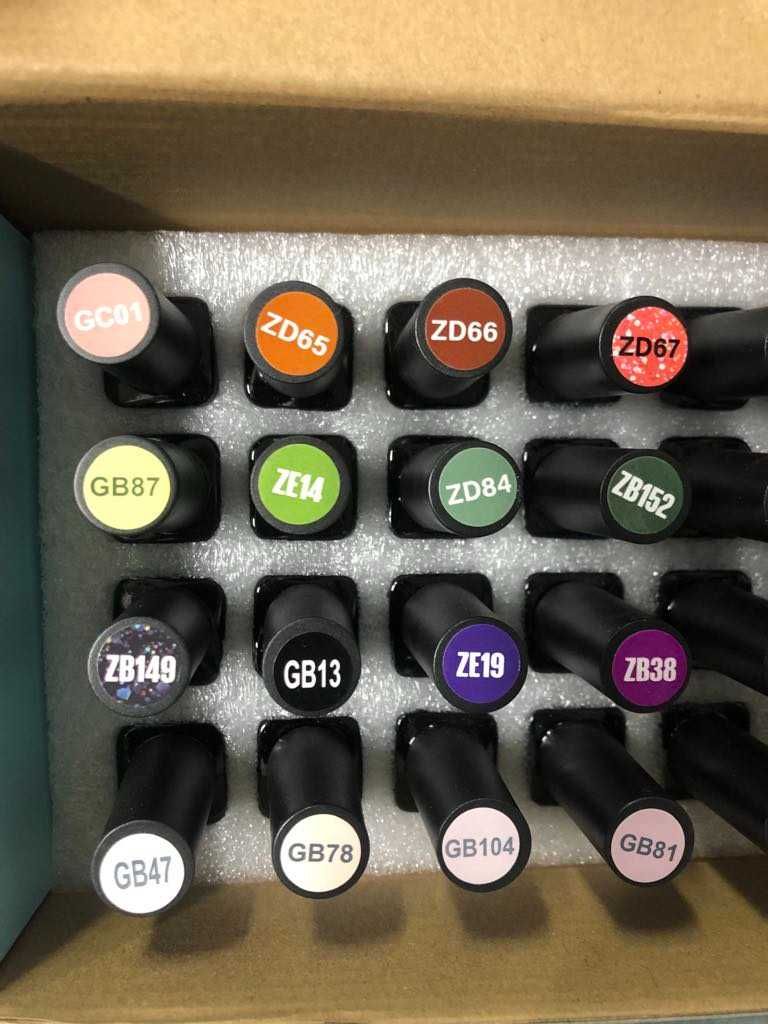 GC01
ZD65
ZD66
ZD67
GB87
ZE14
ZD84
ZB152
ZB149
GB13
ZE19
ZB38
GB47
GB78
GB104
GB81